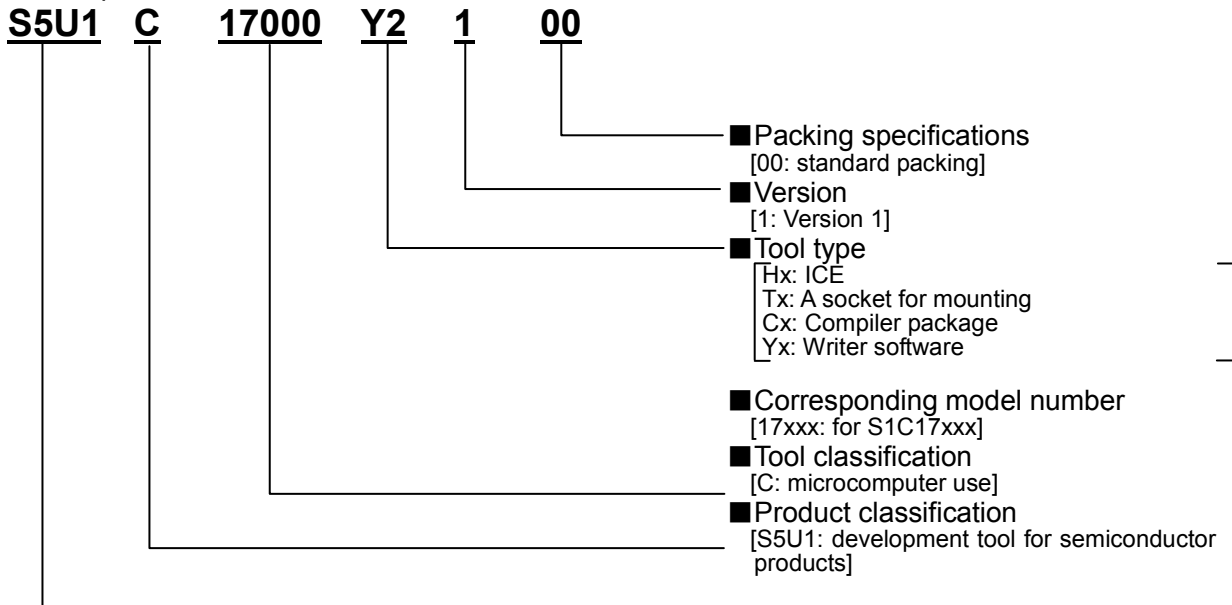 S5U1 C 17000 Y2 1 00
■Packing specifications
[00: standard packing]
■Version
[1: Version 1]
■Tool type
Hx: ICE
Tx: A socket for mounting
Cx: Compiler package
Yx: Writer software
■Corresponding model number
[17xxx: for S1C17xxx]
■Tool classification
[C: microcomputer use]
■Product classification
[S5U1: development tool for semiconductor
products]